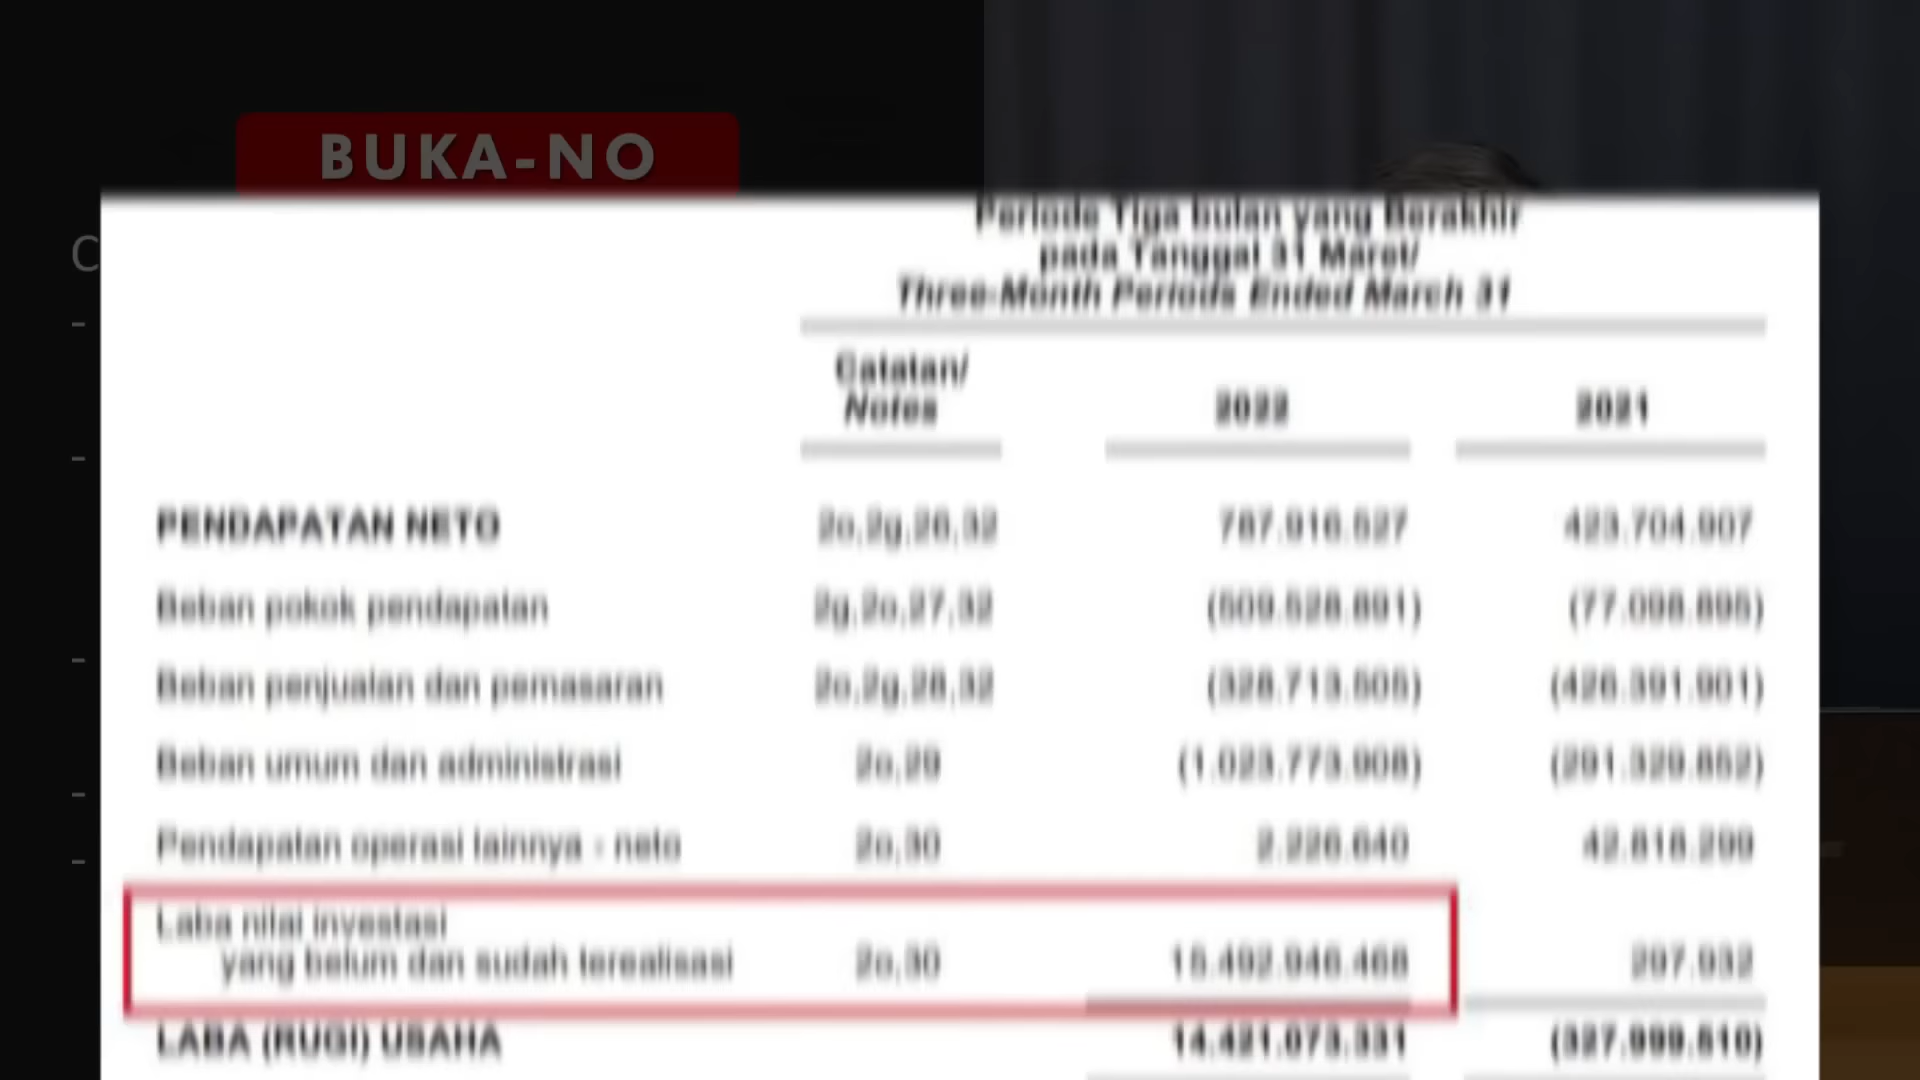 BUKA-NO
C
Periode Tiga bulan yang Berakhir
pada Tanggal 31 Maret/
Three-Month Periods Ended March 31
Catatan/
Notes 2022 2021
PENDAPATAN NETO 2o,2g,26,32 787.916.527 423.704.907
Beban pokok pendapatan 2g,2o,27,32 (509.528.891) (77.098.895)
Beban penjualan dan pemasaran 2o,2g,28,32 (328.713.505) (426.391.901)
Beban umum dan administrasi 2o,29 (1.023.773.908) (291.329.852)
Pendapatan operasi lainnya - neto 2o,30 2.226.640 42.818.299
Laba nilai investasi
yang belum dan sudah terealisasi 2o,30 15.492.946.468 297.932
LABA (RUGI) USAHA 14.421.073.331 (327.999.510)